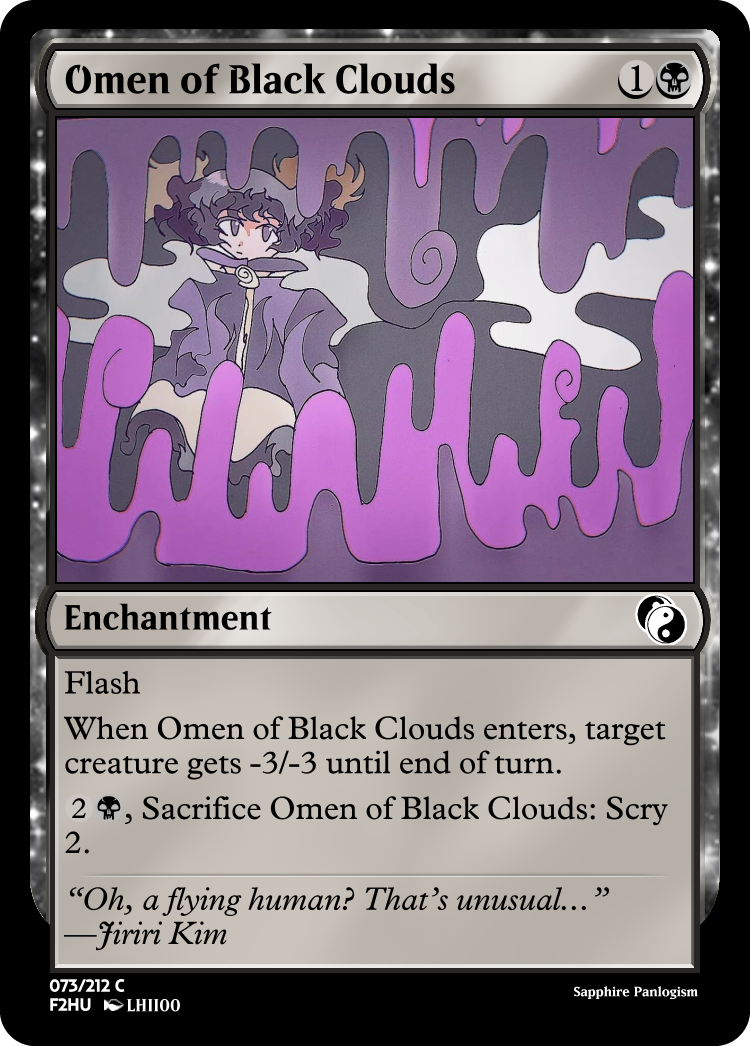 Omen of Black Clouds 1
Enchantment
Flash
When Omen of Black Clouds enters, target
creature gets -3/-3 until end of turn.
2 , Sacrifice Omen of Black Clouds: Scry
2.
“Oh, a flying human? That’s unusual…”
—Jiriri Kim
073/212 C
F2HU LHII00
Sapphire Panlogism